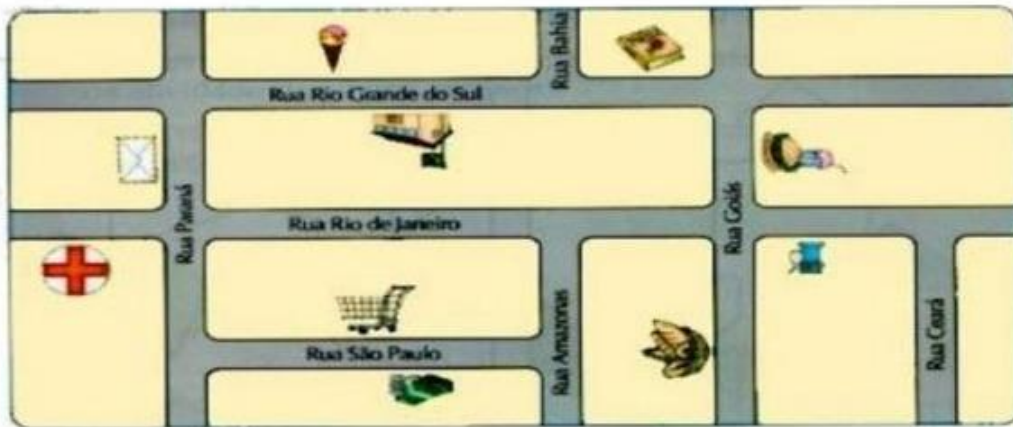 Rua Bahia
Rua Rio Grande do Sul
Rua Paraná
Rua Rio de Janeiro
Rua Goiás
Rua São Paulo
Rua Amazonas
Rua Ceará